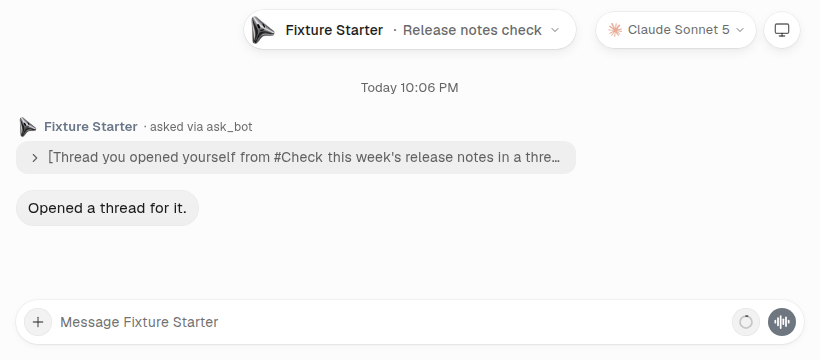 Fixture Starter · Release notes check
Claude Sonnet 5
Today 10:06 PM
Fixture Starter · asked via ask_bot
[Thread you opened yourself from #Check this week's release notes in a thre...
Opened a thread for it.
Message Fixture Starter